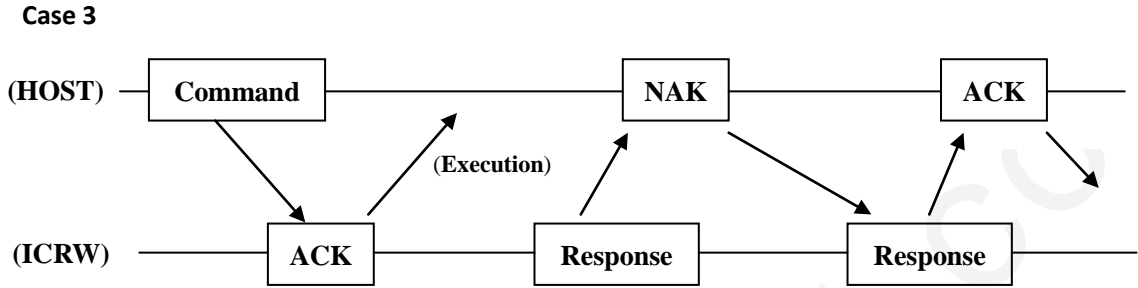 Case 3
(HOST) Command NAK ACK
(Execution)
(ICRW) ACK Response Response